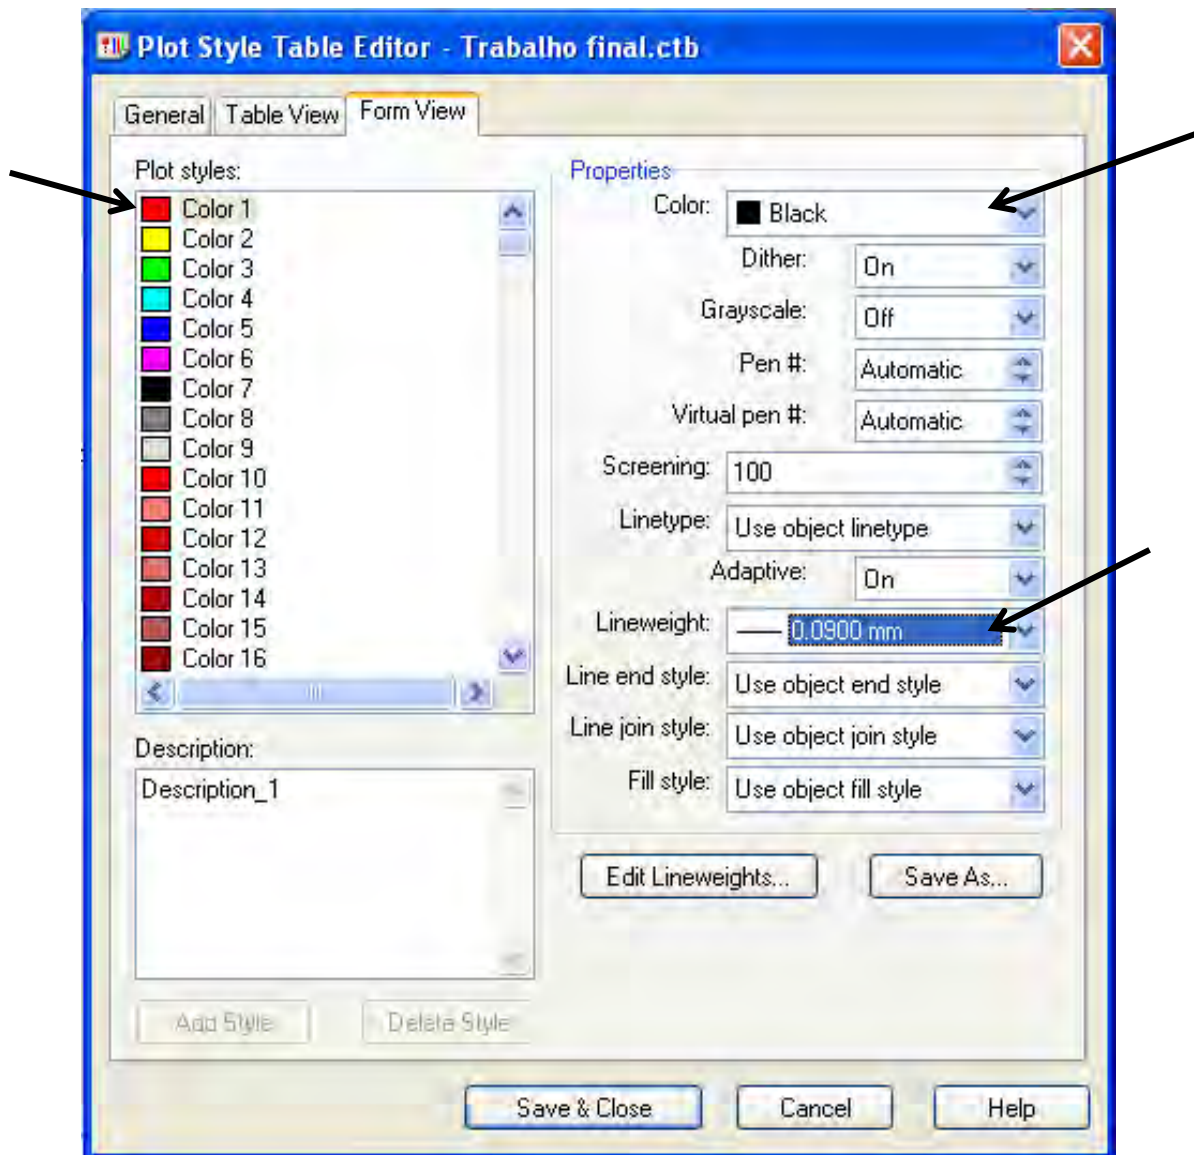 Plot Style Table Editor - Trabalho final.ctb
General Table View Form View
Plot styles:
Color 1
Color 2
Color 3
Color 4
Color 5
Color 6
Color 7
Color 8
Color 9
Color 10
Color 11
Color 12
Color 13
Color 14
Color 15
Color 16
Description:
Description_1
Add Style Delete Style
Properties
Color: Black
Dither: On
Grayscale: Off
Pen #: Automatic
Virtual pen #: Automatic
Screening: 100
Linetype: Use object linetype
Adaptive: On
Lineweight: 0.0900 mm
Line end style: Use object end style
Line join style: Use object join style
Fill style: Use object fill style
Edit Lineweights... Save As...
Save & Close Cancel Help